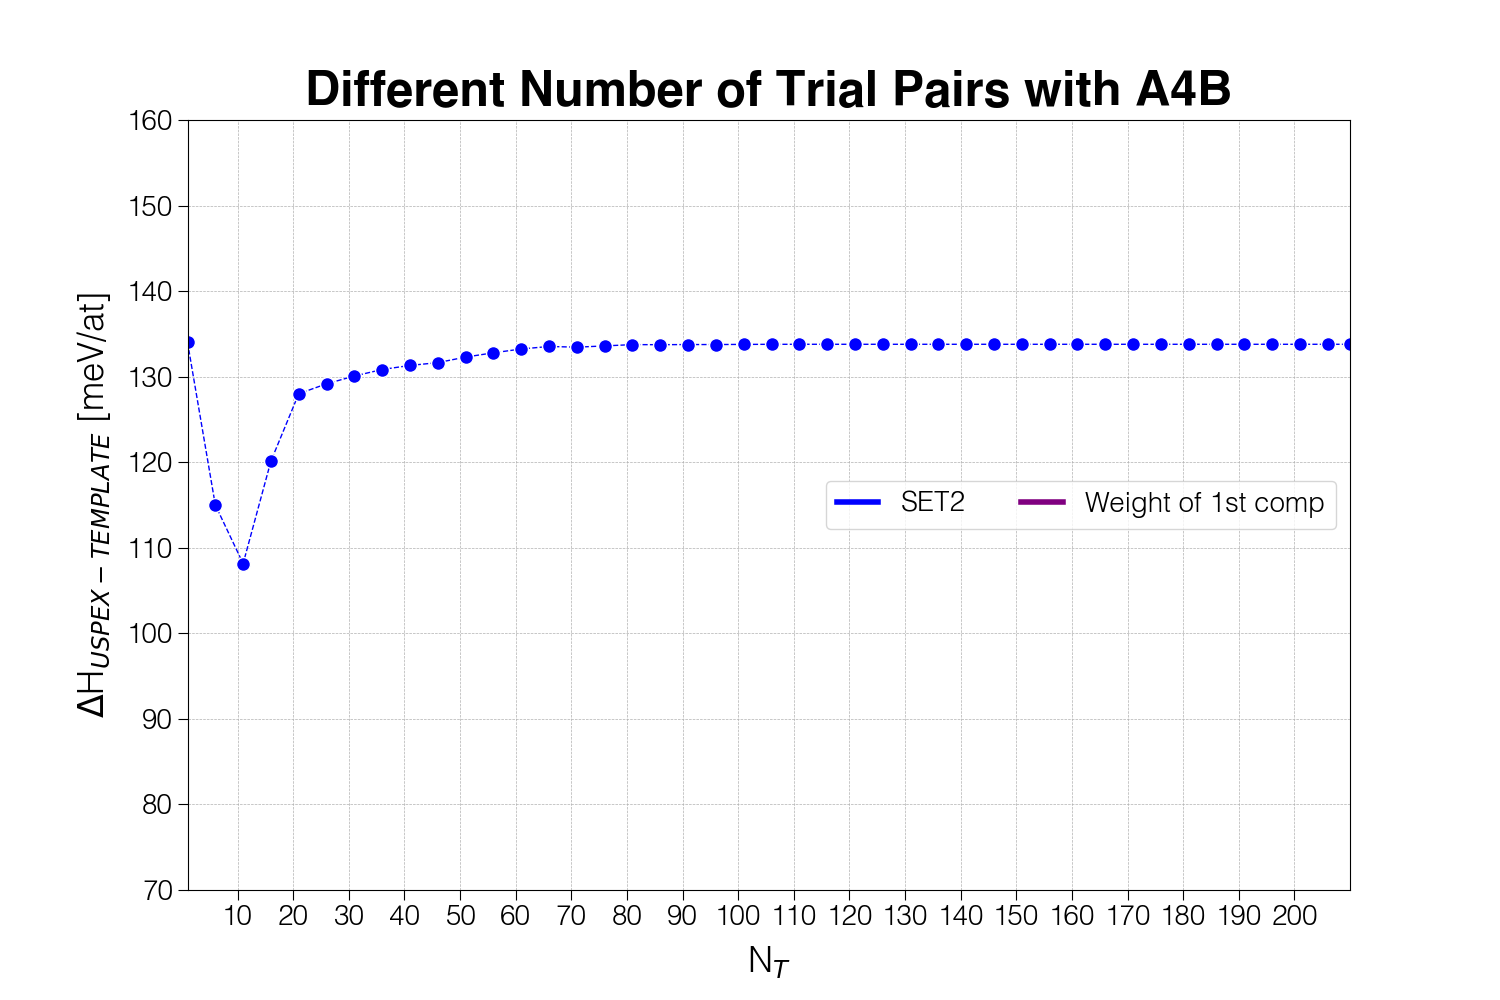 Different Number of Trial Pairs with A4B
160
150
140
130
120
110
100
90
80
70
ΔH_{USPEX − TEMPLATE} [meV/at]
SET2 Weight of 1st comp
10 20 30 40 50 60 70 80 90 100 110 120 130 140 150 160 170 180 190 200
N_T